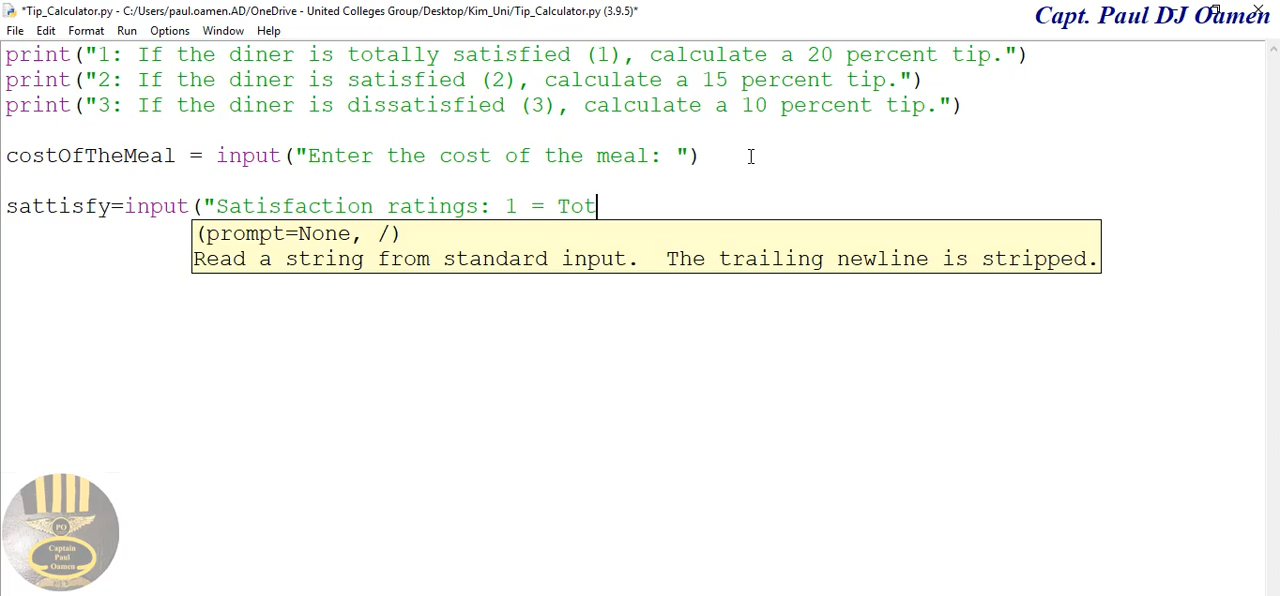 *Tip_Calculator.py - C:/Users/paul.oamen.AD/OneDrive - United Colleges Group/Desktop/Kim_Uni/Tip_Calculator.py (3.9.5)*
Capt. Paul DJ Oamen
File Edit Format Run Options Window Help
print("1: If the diner is totally satisfied (1), calculate a 20 percent tip.")
print("2: If the diner is satisfied (2), calculate a 15 percent tip.")
print("3: If the diner is dissatisfied (3), calculate a 10 percent tip.")
costOfTheMeal = input("Enter the cost of the meal: ")
sattisfy=input("Satisfaction ratings: 1 = Tot
(prompt=None, /)
Read a string from standard input.  The trailing newline is stripped.
PO
Captain
Paul
Oamen